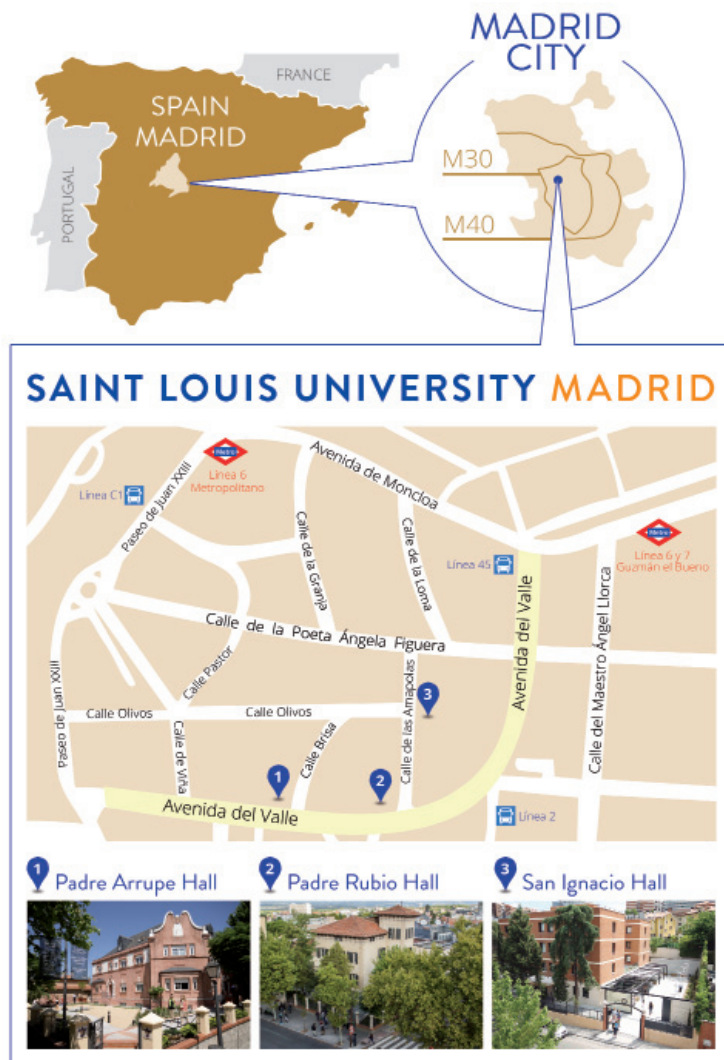 MADRID
CITY
FRANCE
SPAIN
MADRID
PORTUGAL
M30
M40
SAINT LOUIS UNIVERSITY MADRID
Metro
Línea 6
Metropolitano
Línea C1
Paseo de Juan XXIII
Avenida de Moncloa
Calle de la Granja
Calle de la Loma
Línea 45
Metro
Línea 6 y 7
Guzmán el Bueno
Avenida del Valle
Calle del Maestro Ángel Llorca
Calle de la Poeta Ángela Figuera
Calle Pastor
Calle de las Amapolas
3
Paseo de Juan XXIII
Calle Olivos
Calle Olivos
Calle de Viña
1
Calle Brisa
2
Avenida del Valle
Línea 2
1 Padre Arrupe Hall
2 Padre Rubio Hall
3 San Ignacio Hall